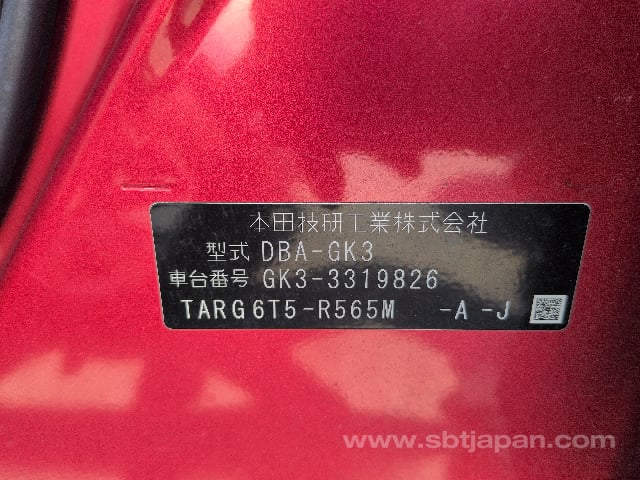 本田技研工業株式会社
型式 DBA-GK3
車台番号 GK3-3319826
TARG6T5-R565M -A -J
www.sbtjapan.com